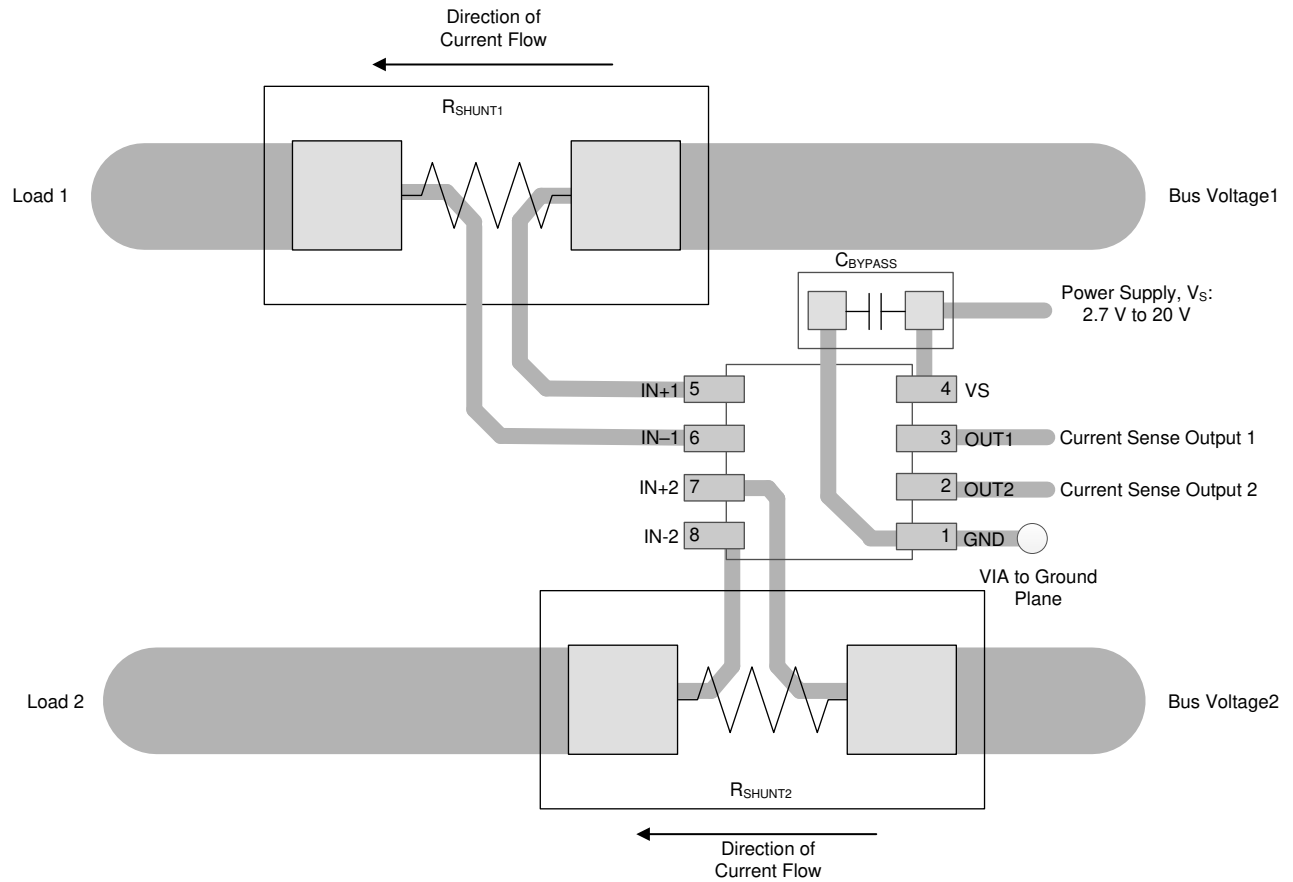 Direction of
Current Flow
RSHUNT1
Load 1
Bus Voltage1
CBYPASS
Power Supply, VS:
2.7 V to 20 V
IN+1 5
4 VS
IN–1 6
3 OUT1 Current Sense Output 1
IN+2 7
2 OUT2 Current Sense Output 2
IN-2 8
1 GND
VIA to Ground
Plane
Load 2
Bus Voltage2
RSHUNT2
Direction of
Current Flow